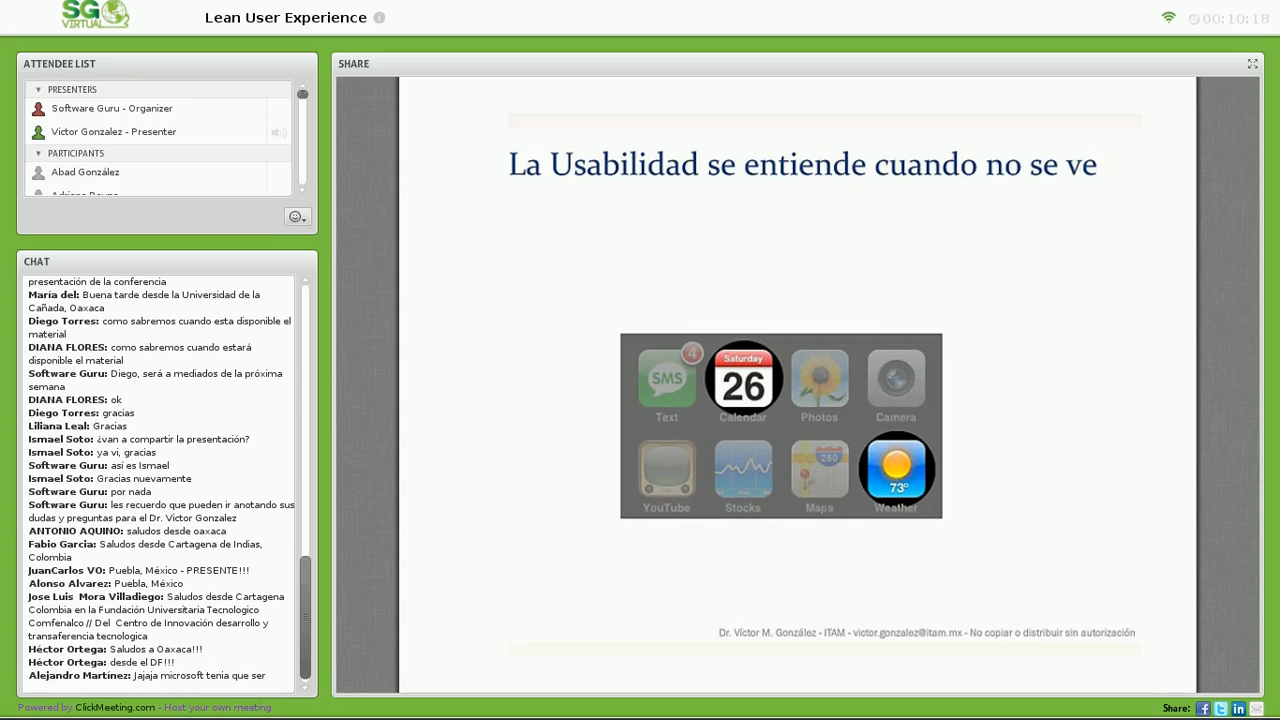 SG
VIRTUAL
Lean User Experience
00:10:18
ATTENDEE LIST
PRESENTERS
Software Guru - Organizer
Victor Gonzalez - Presenter
PARTICIPANTS
Abad González
CHAT
presentación de la conferencia
María del: Buena tarde desde la Universidad de la
Cañada, Oaxaca
Diego Torres: como sabremos cuando esta disponible el
material
DIANA FLORES: como sabremos cuando estará
disponible el material
Software Guru: Diego, será a mediados de la próxima
semana
DIANA FLORES: ok
Diego Torres: gracias
Liliana Leal: Gracias
Ismael Soto: ¿van a compartir la presentación?
Ismael Soto: ya vi, gracias
Software Guru: así es Ismael
Ismael Soto: Gracias nuevamente
Software Guru: por nada
Software Guru: les recuerdo que pueden ir anotando sus
dudas y preguntas para el Dr. Victor Gonzalez
ANTONIO AQUINO: saludos desde oaxaca
Fabio Garcia: Saludos desde Cartagena de Indias,
Colombia
JuanCarlos VO: Puebla, México - PRESENTE!!!
Alonso Alvarez: Puebla, México
Jose Luis Mora Villadiego: Saludos desde Cartagena
Colombia en la Fundación Universitaria Tecnologico
Comfenalco // Del Centro de Innovación desarrollo y
transaferencia tecnologica
Héctor Ortega: Saludos a Oaxaca!!!
Héctor Ortega: desde el DF!!!
Alejandro Martínez: Jajaja microsoft tenia que ser
SHARE
La Usabilidad se entiende cuando no se ve
4
SMS
Text
Saturday
26
Calendar
Photos
Camera
YouTube
Stocks
280
Maps
73°
Weather
Dr. Víctor M. González - ITAM - victor.gonzalez@itam.mx - No copiar o distribuir sin autorización
Powered by ClickMeeting.com - Host your own meeting
Share: